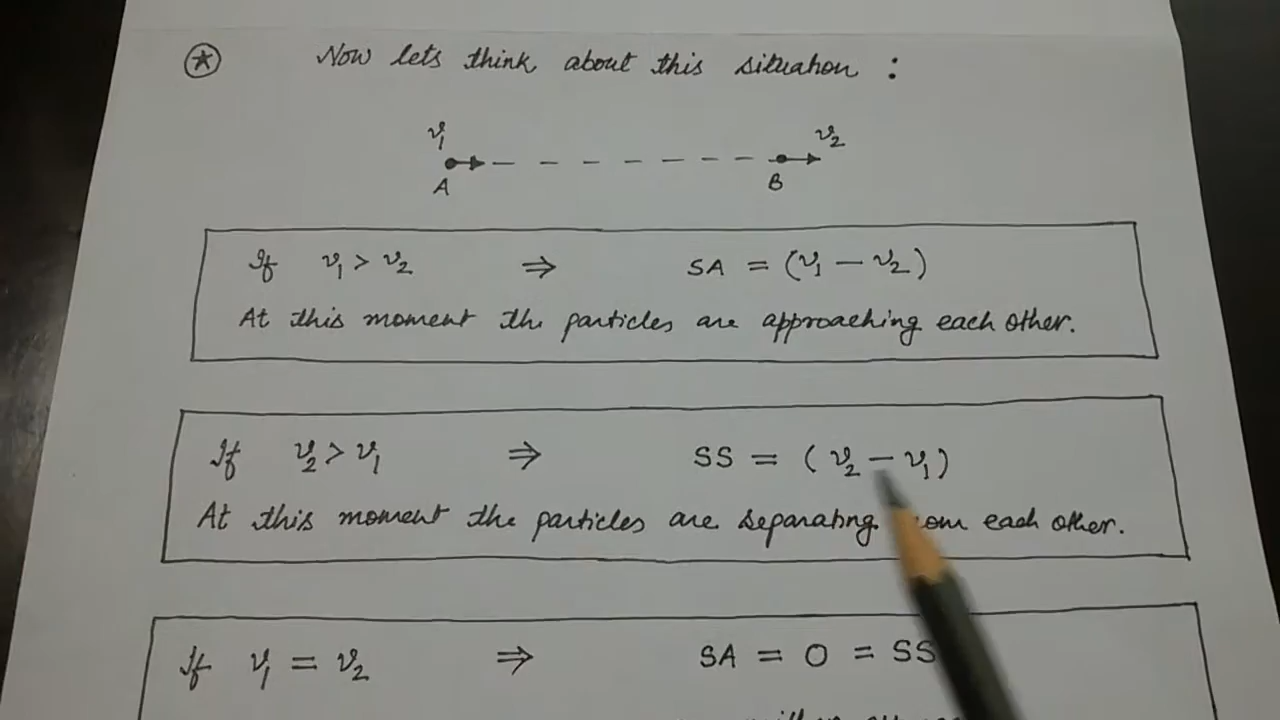 Now lets think about this situation :
v₁ v₂
A B
If v₁ > v₂ ⇒ SA = (v₁ − v₂)
At this moment the particles are approaching each other.
If v₂ > v₁ ⇒ SS = (v₂ − v₁)
At this moment the particles are separating each other.
If v₁ = v₂ ⇒ SA = 0 = SS